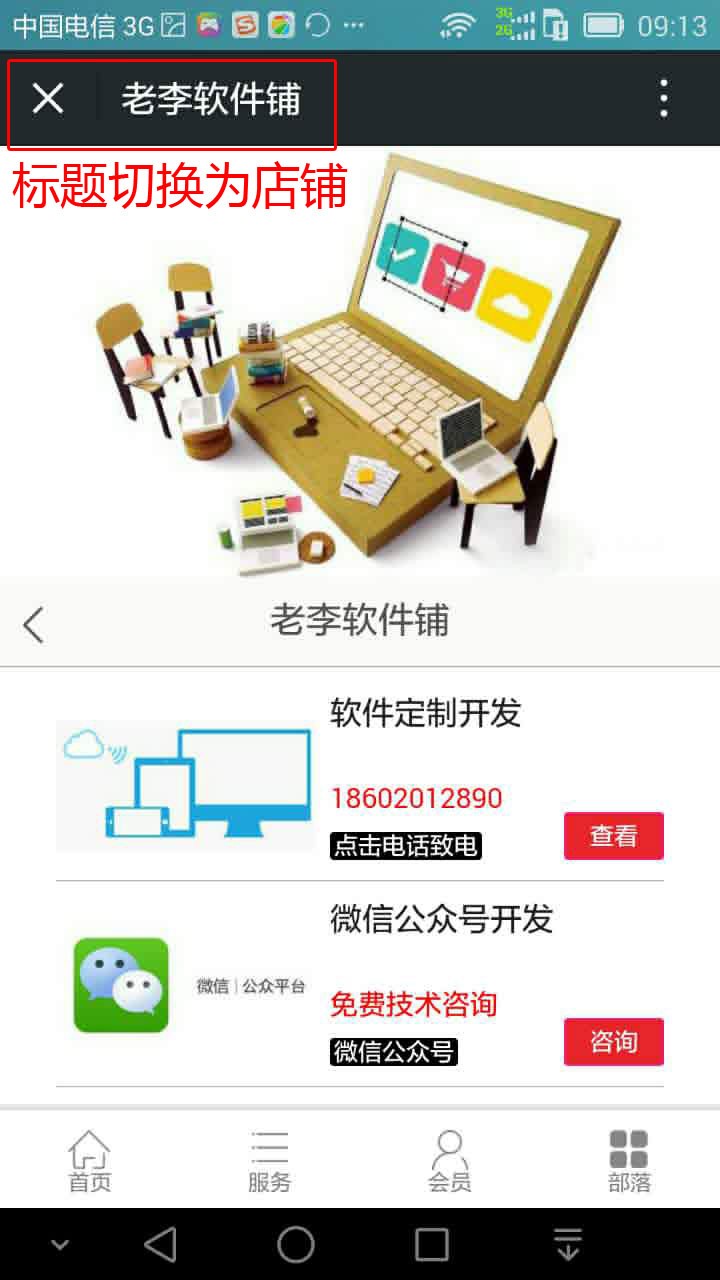 中国电信 3G
3G
2G
09:13
老李软件铺
标题切换为店铺
老李软件铺
软件定制开发
18602012890
点击电话致电
查看
微信公众号开发
微信 | 公众平台
免费技术咨询
微信公众号
咨询
首页
服务
会员
部落